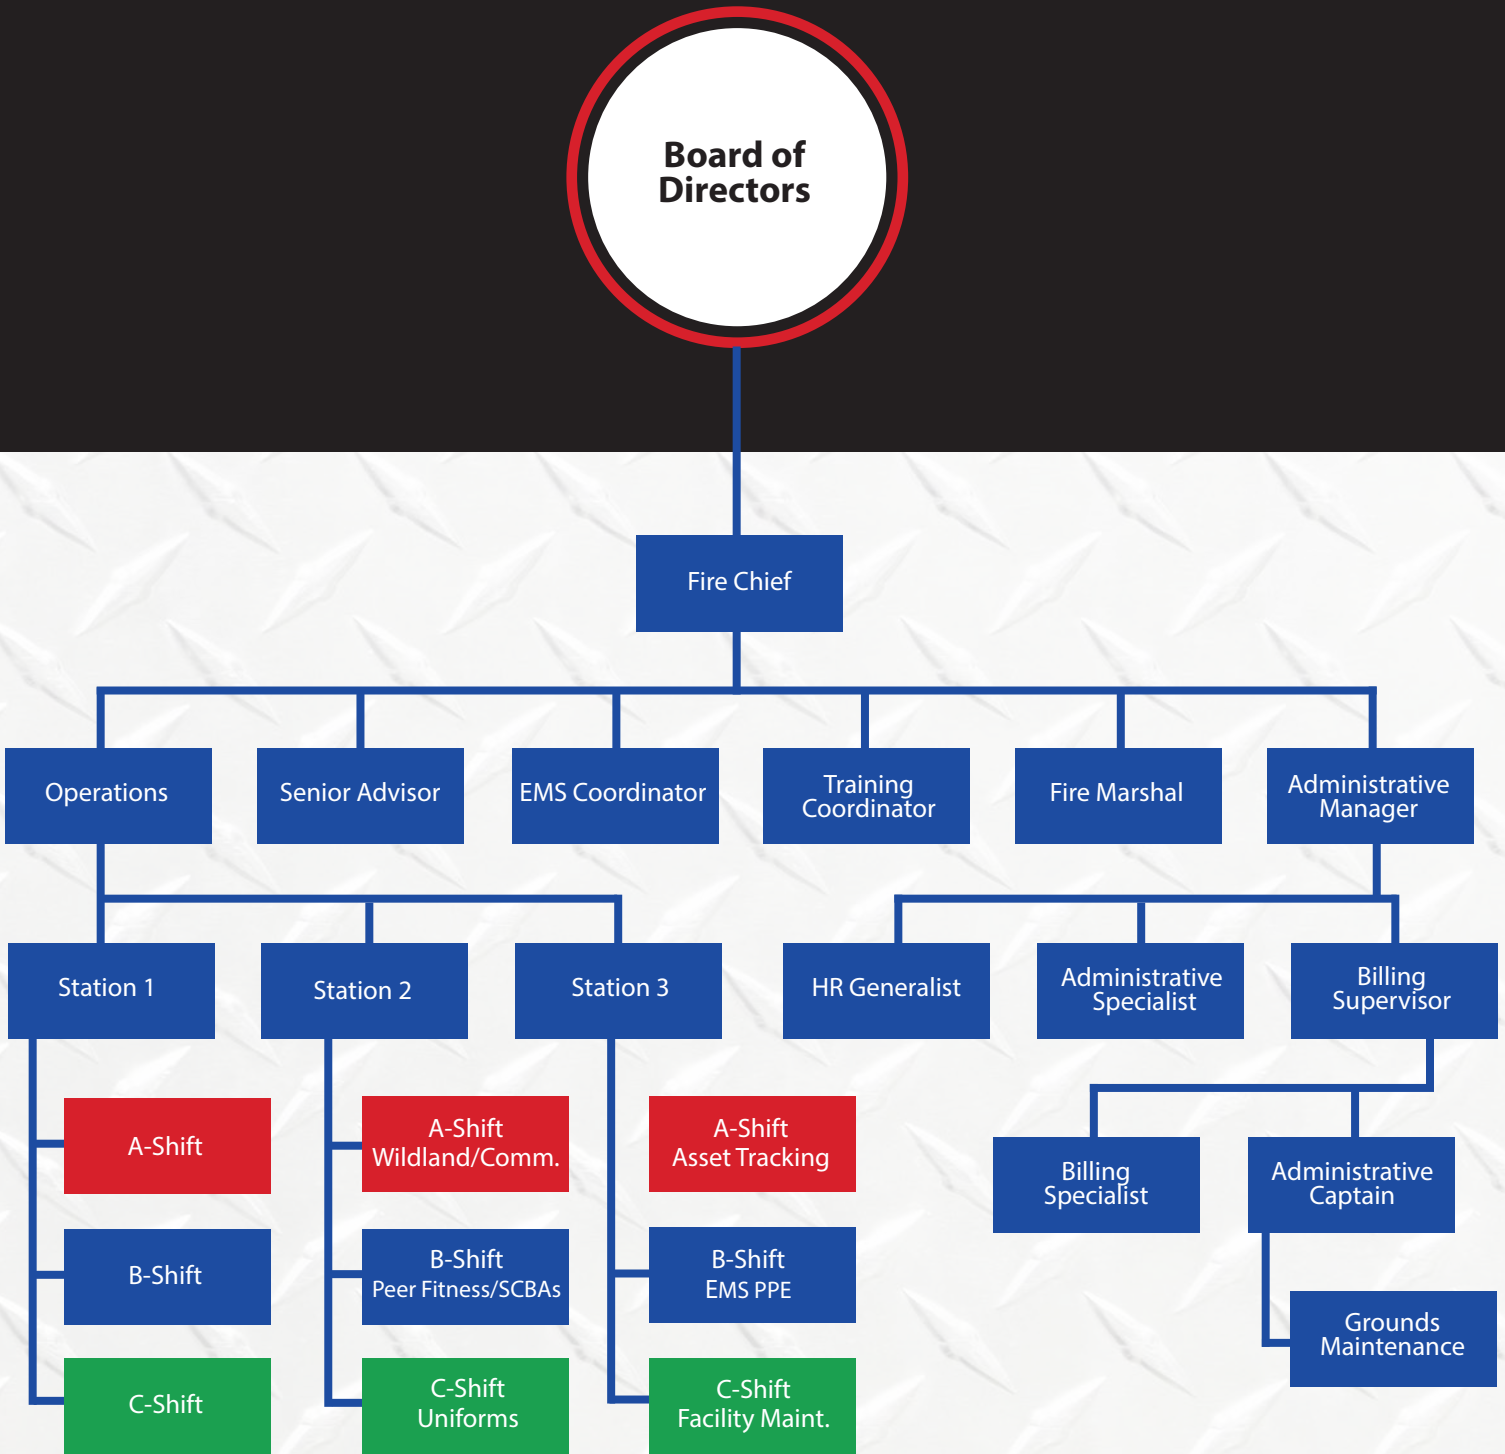 Board of
Directors
Fire Chief
Operations
Senior Advisor
EMS Coordinator
Training
Coordinator
Fire Marshal
Administrative
Manager
Station 1
Station 2
Station 3
HR Generalist
Administrative
Specialist
Billing
Supervisor
A-Shift
A-Shift
Wildland/Comm.
A-Shift
Asset Tracking
Billing
Specialist
Administrative
Captain
B-Shift
B-Shift
Peer Fitness/SCBAs
B-Shift
EMS PPE
Grounds
Maintenance
C-Shift
C-Shift
Uniforms
C-Shift
Facility Maint.